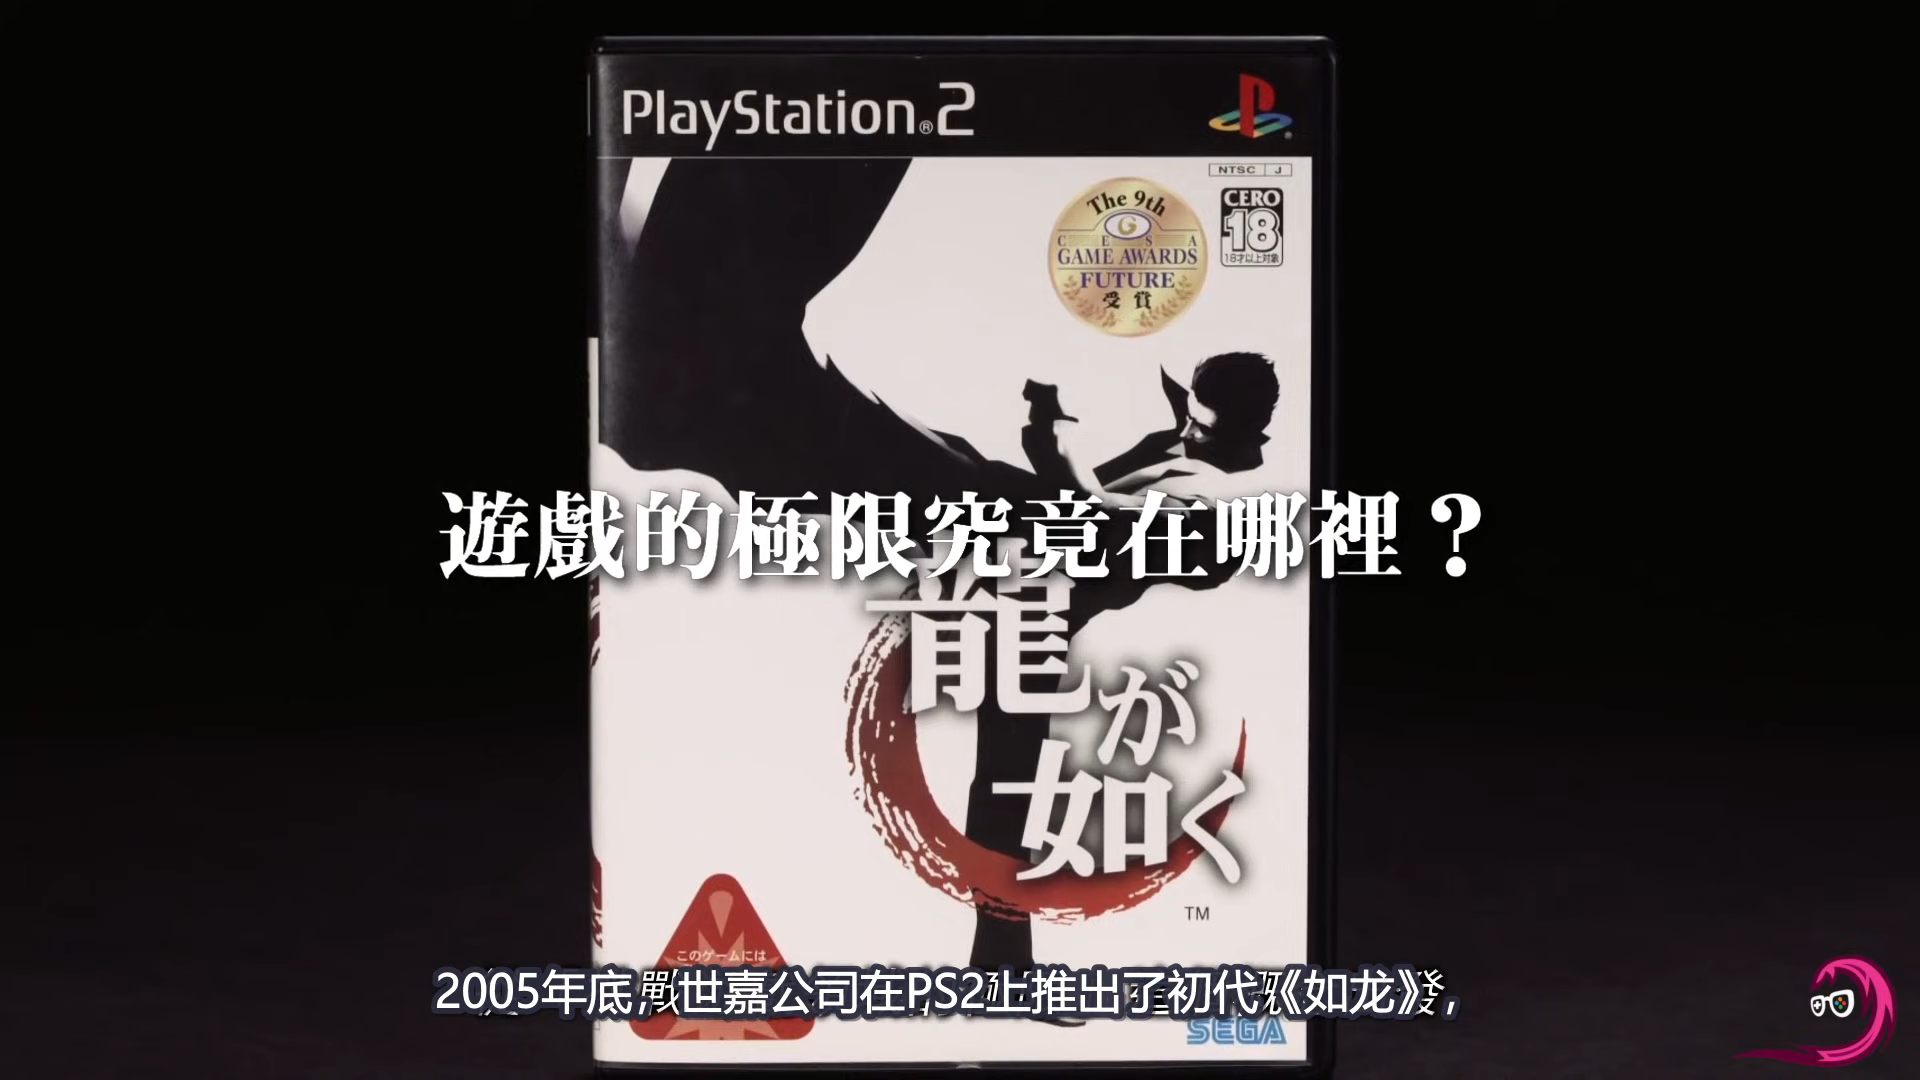 PlayStation®2
NTSC J
The 9th
CESA
GAME AWARDS
FUTURE
受賞
CERO
18
18才以上対象
遊戲的極限究竟在哪裡？
龍が
如く
TM
このゲームには
2005年底,世嘉公司在PS2上推出了初代《如龙》,
SEGA